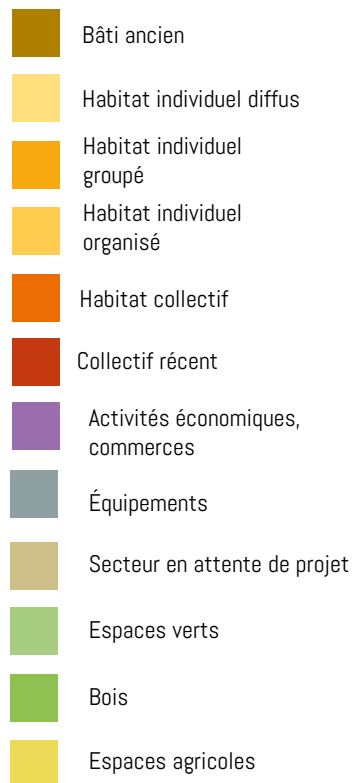 Bâti ancien
Habitat individuel diffus
Habitat individuel
groupé
Habitat individuel
organisé
Habitat collectif
Collectif récent
Activités économiques,
commerces
Équipements
Secteur en attente de projet
Espaces verts
Bois
Espaces agricoles